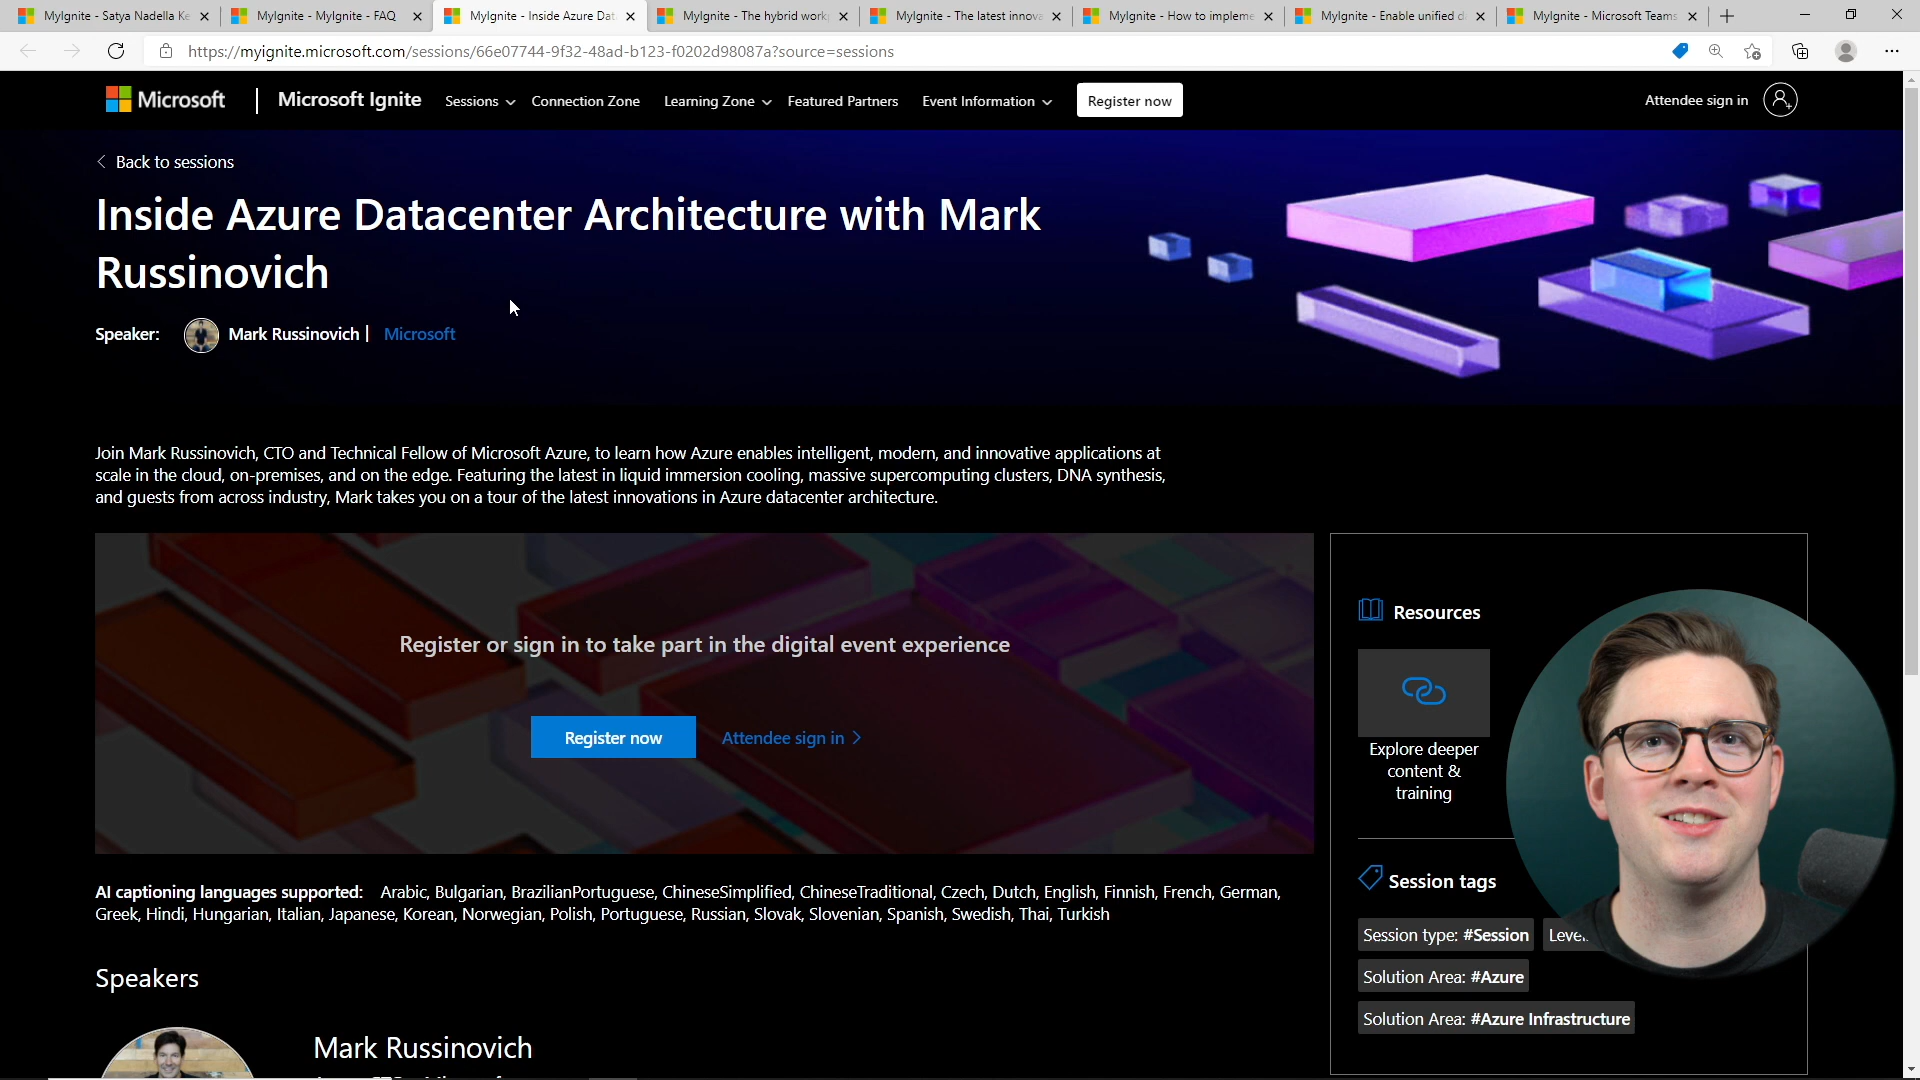 MyIgnite - Satya Nadella Ke
MyIgnite - MyIgnite - FAQ
MyIgnite - Inside Azure Dat
MyIgnite - The hybrid work
MyIgnite - The latest innova
MyIgnite - How to impleme
MyIgnite - Enable unified d
MyIgnite - Microsoft Teams
https://myignite.microsoft.com/sessions/66e07744-9f32-48ad-b123-f0202d98087a?source=sessions
Microsoft
Microsoft Ignite
Sessions
Connection Zone
Learning Zone
Featured Partners
Event Information
Register now
Attendee sign in
Back to sessions
Inside Azure Datacenter Architecture with Mark
Russinovich
Speaker: Mark Russinovich | Microsoft
Join Mark Russinovich, CTO and Technical Fellow of Microsoft Azure, to learn how Azure enables intelligent, modern, and innovative applications at
scale in the cloud, on-premises, and on the edge. Featuring the latest in liquid immersion cooling, massive supercomputing clusters, DNA synthesis,
and guests from across industry, Mark takes you on a tour of the latest innovations in Azure datacenter architecture.
Register or sign in to take part in the digital event experience
Register now
Attendee sign in
AI captioning languages supported: Arabic, Bulgarian, BrazilianPortuguese, ChineseSimplified, ChineseTraditional, Czech, Dutch, English, Finnish, French, German,
Greek, Hindi, Hungarian, Italian, Japanese, Korean, Norwegian, Polish, Portuguese, Russian, Slovak, Slovenian, Spanish, Swedish, Thai, Turkish
Speakers
Mark Russinovich
Resources
Explore deeper
content &
training
Session tags
Session type: #Session
Solution Area: #Azure
Solution Area: #Azure Infrastructure